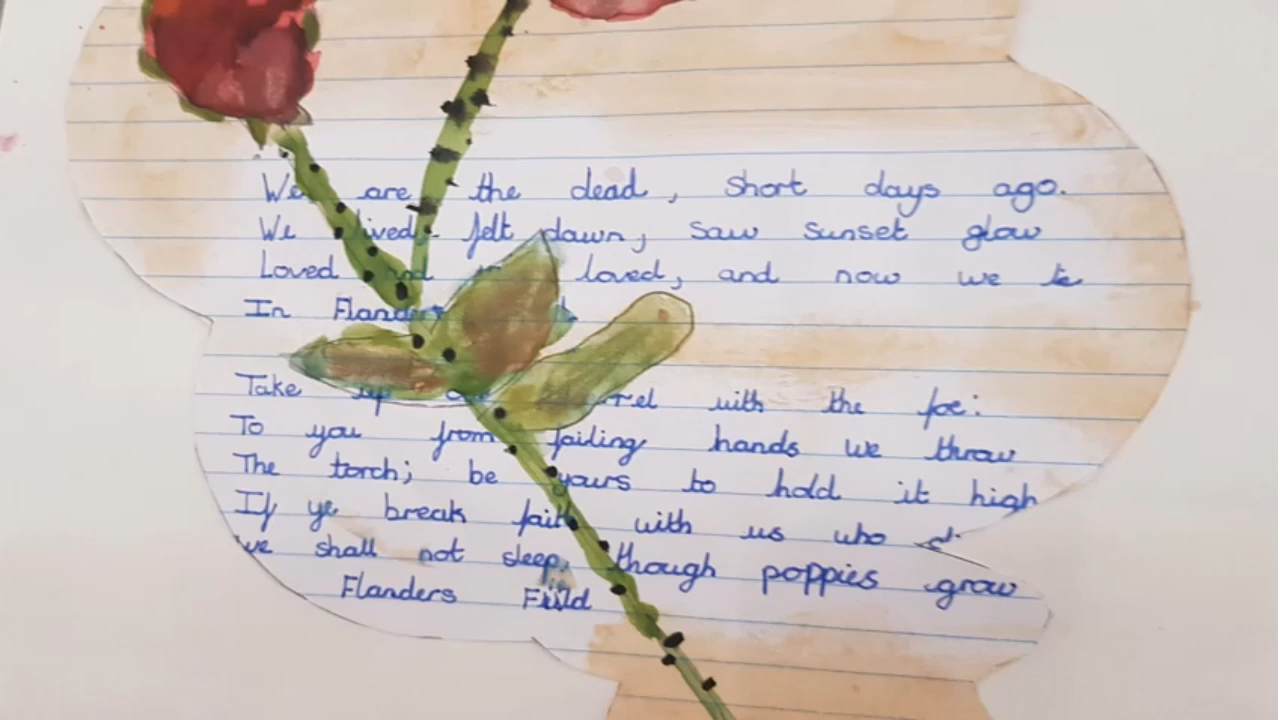 We are the dead, short days ago.
We lived felt dawn, saw sunset glow
Loved and loved, and now we
In
Take up with the foe:
To you from failing hands we throw
The torch; be yours to hold it high
If ye break faith with us who
we shall not sleep, though poppies grow
Flanders Field